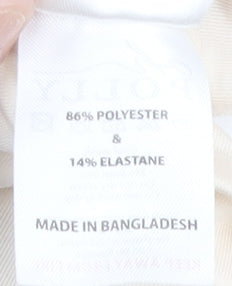 86% POLYESTER
&
14% ELASTANE
MADE IN BANGLADESH